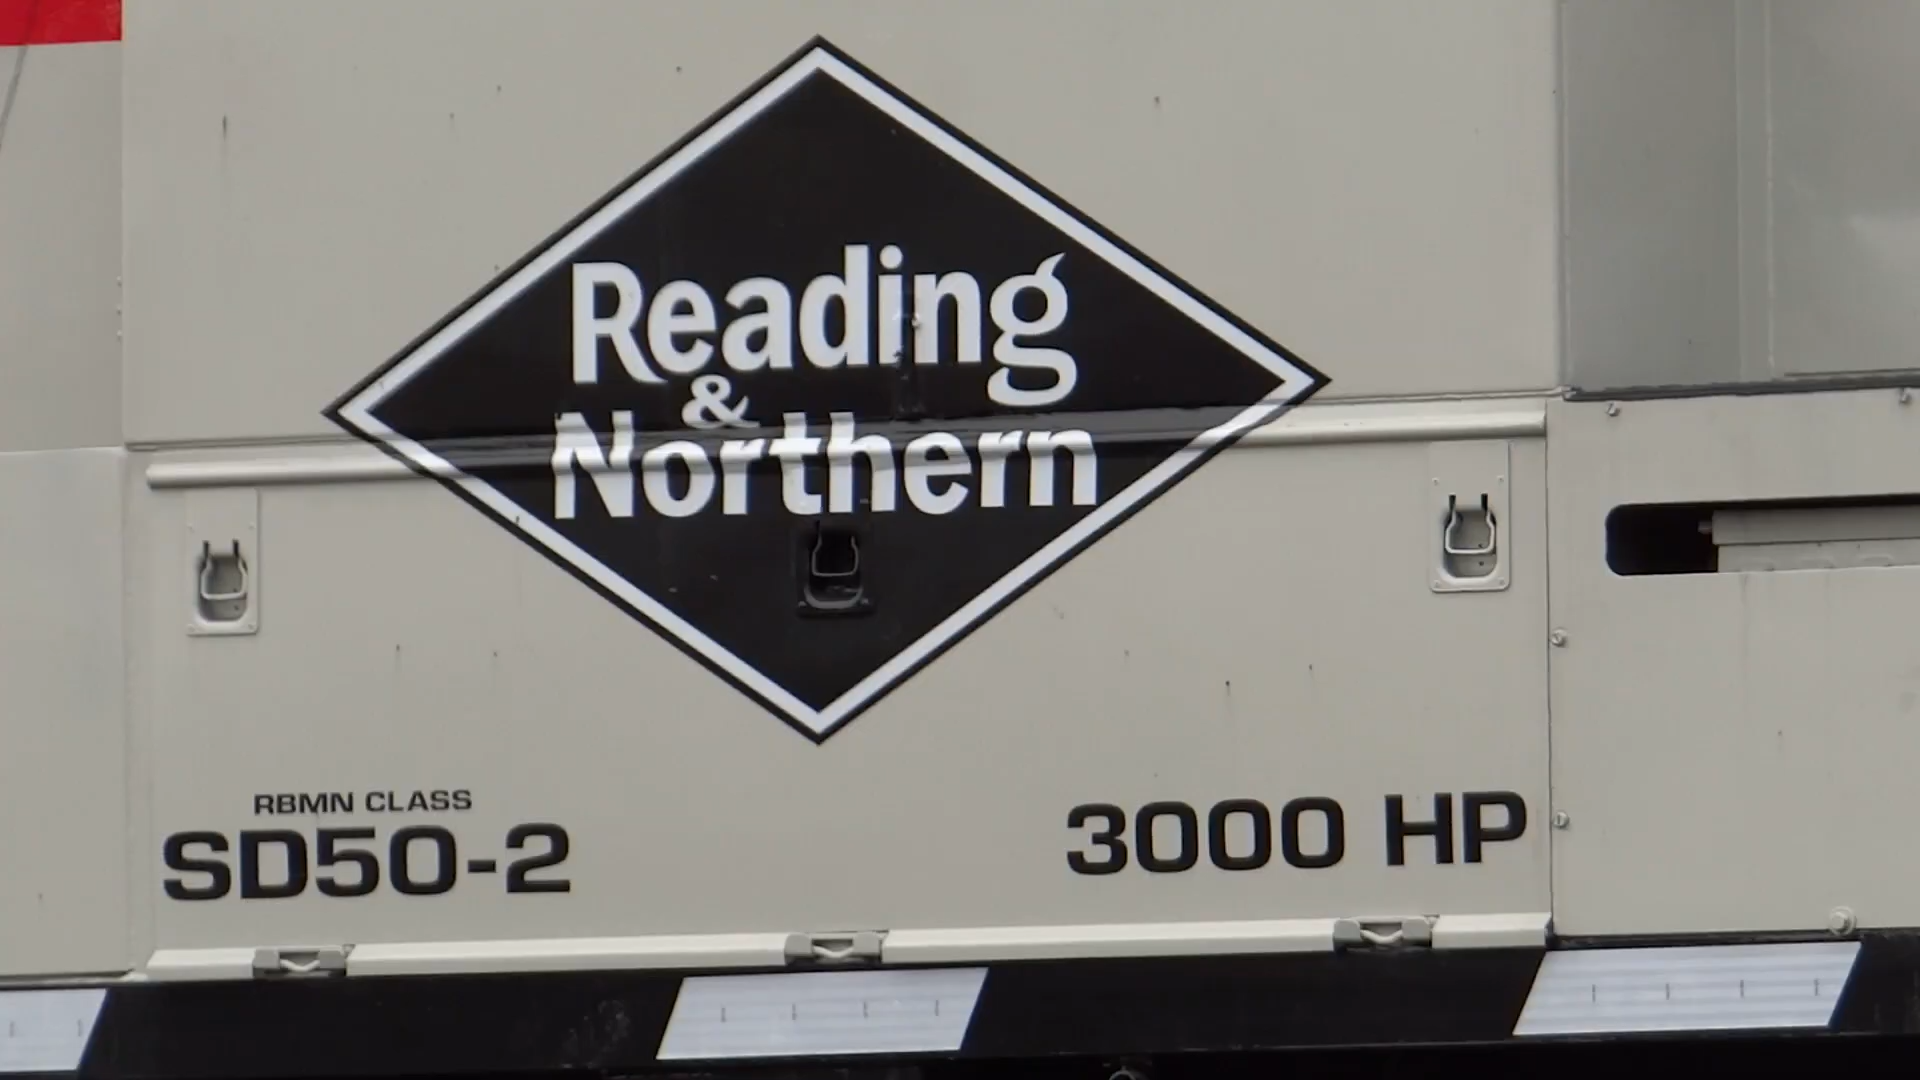 Reading
&
Northern
RBMN CLASS
SD50-2
3000 HP